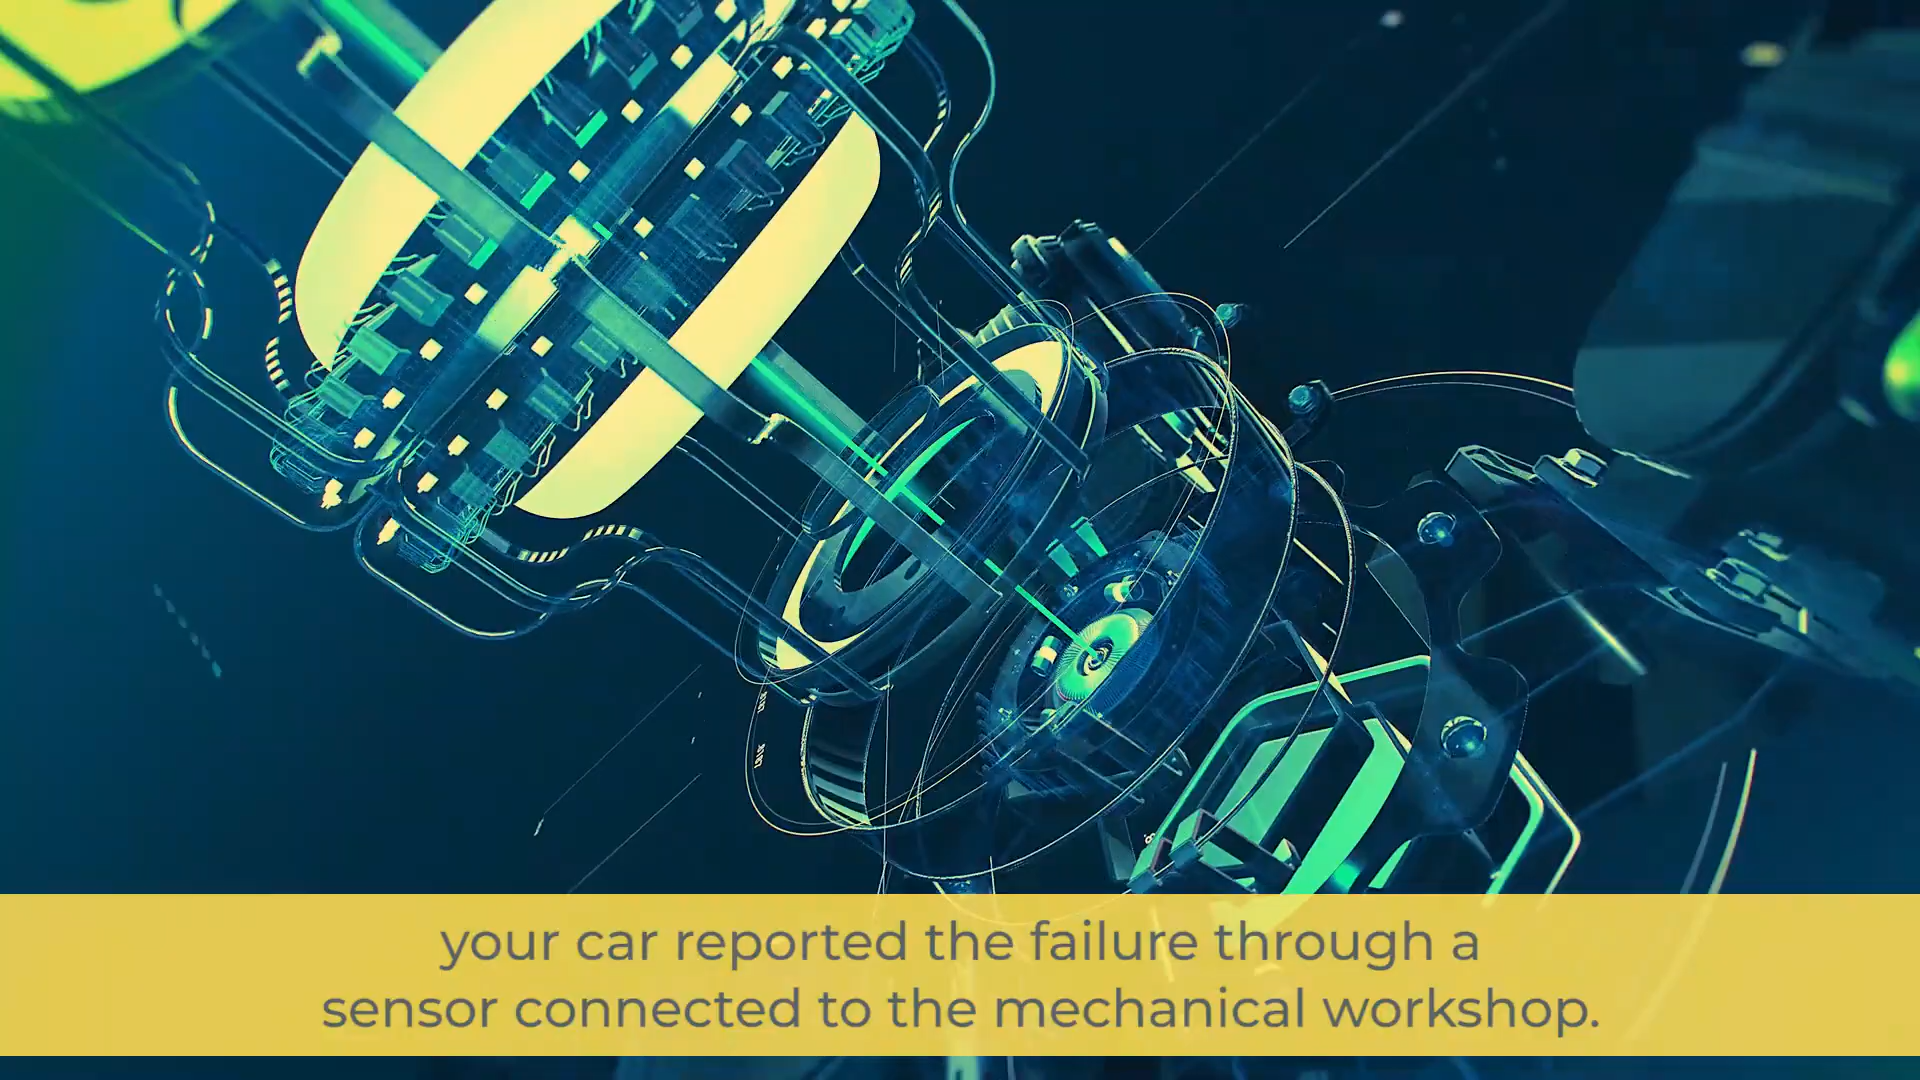 your car reported the failure through a
sensor connected to the mechanical workshop.